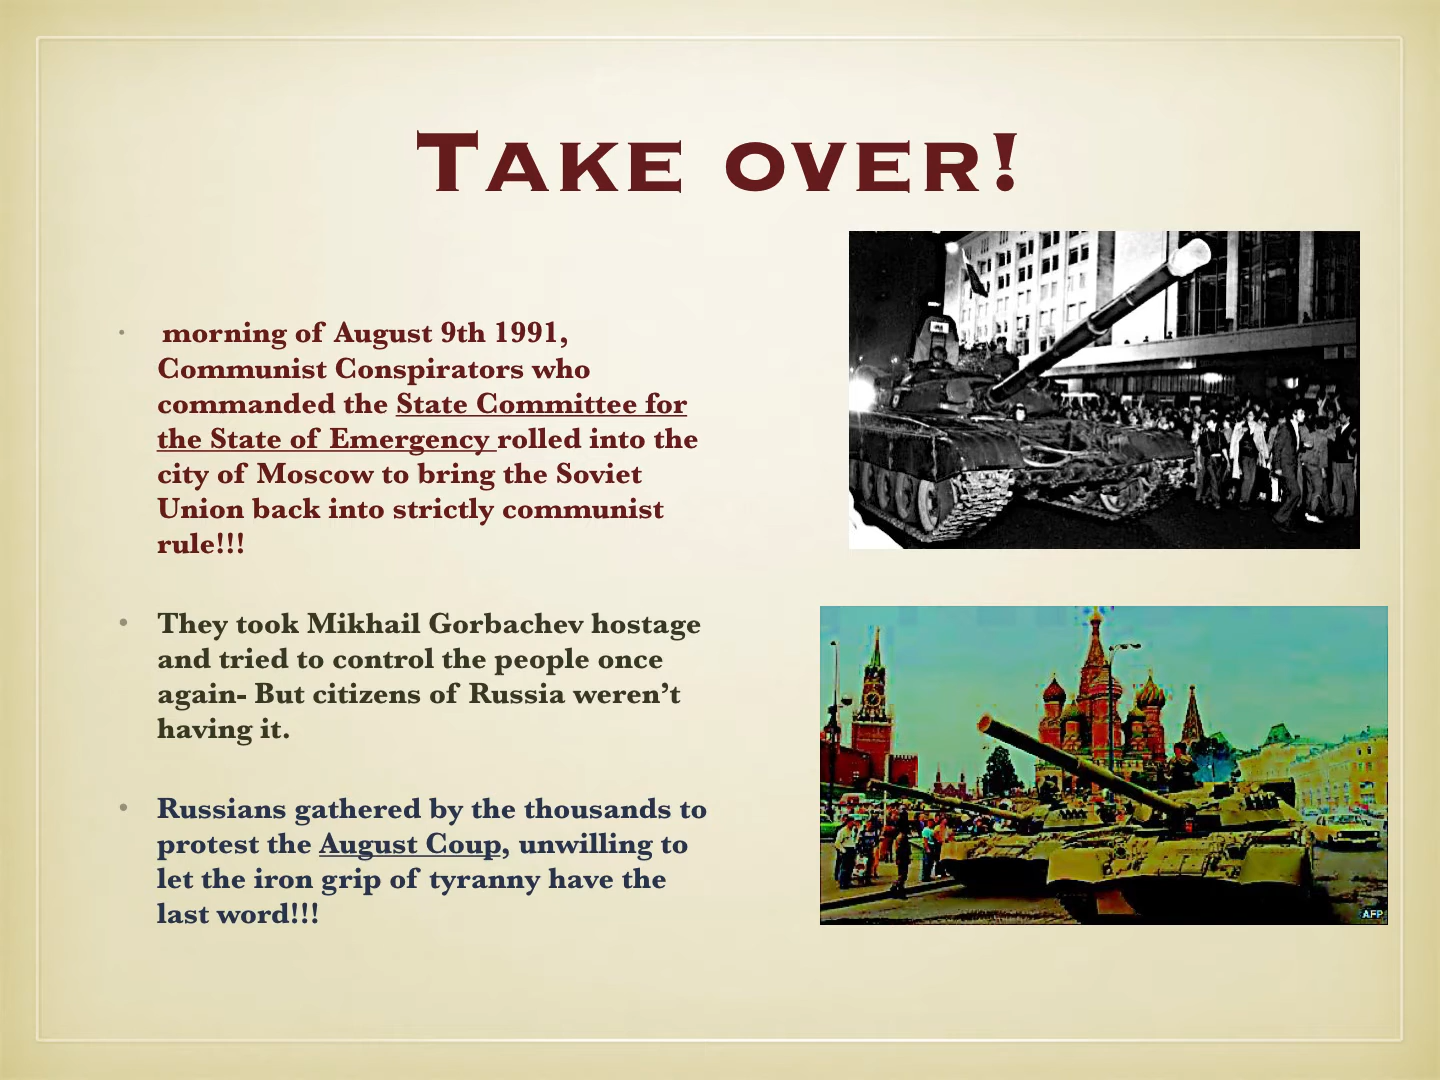 Take over!
morning of August 9th 1991,
Communist Conspirators who
commanded the State Committee for
the State of Emergency rolled into the
city of Moscow to bring the Soviet
Union back into strictly communist
rule!!!
They took Mikhail Gorbachev hostage
and tried to control the people once
again- But citizens of Russia weren’t
having it.
Russians gathered by the thousands to
protest the August Coup, unwilling to
let the iron grip of tyranny have the
last word!!!
AFP